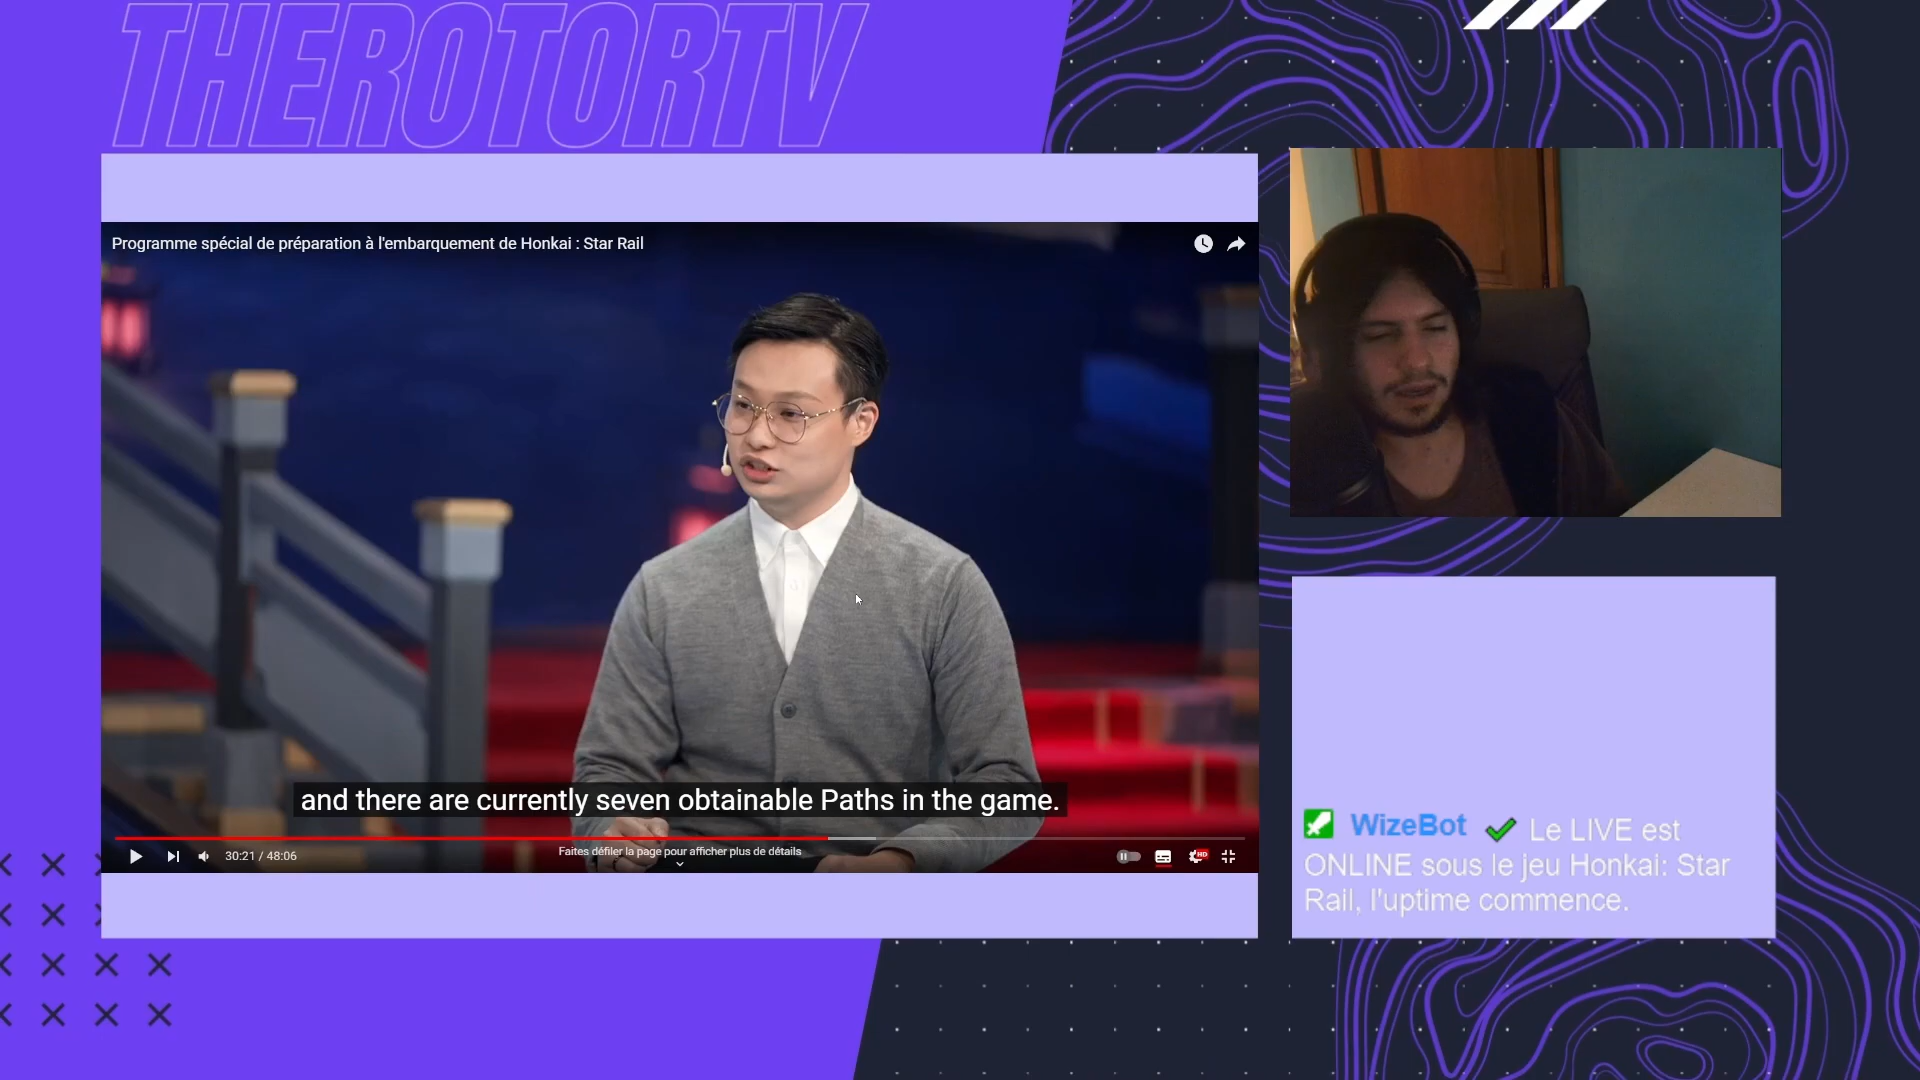 THEROTORTV
Programme spécial de préparation à l'embarquement de Honkai : Star Rail
and there are currently seven obtainable Paths in the game.
Faites défiler la page pour afficher plus de détails
30:21 / 48:06
HD
WizeBot Le LIVE est
ONLINE sous le jeu Honkai: Star
Rail, l'uptime commence.